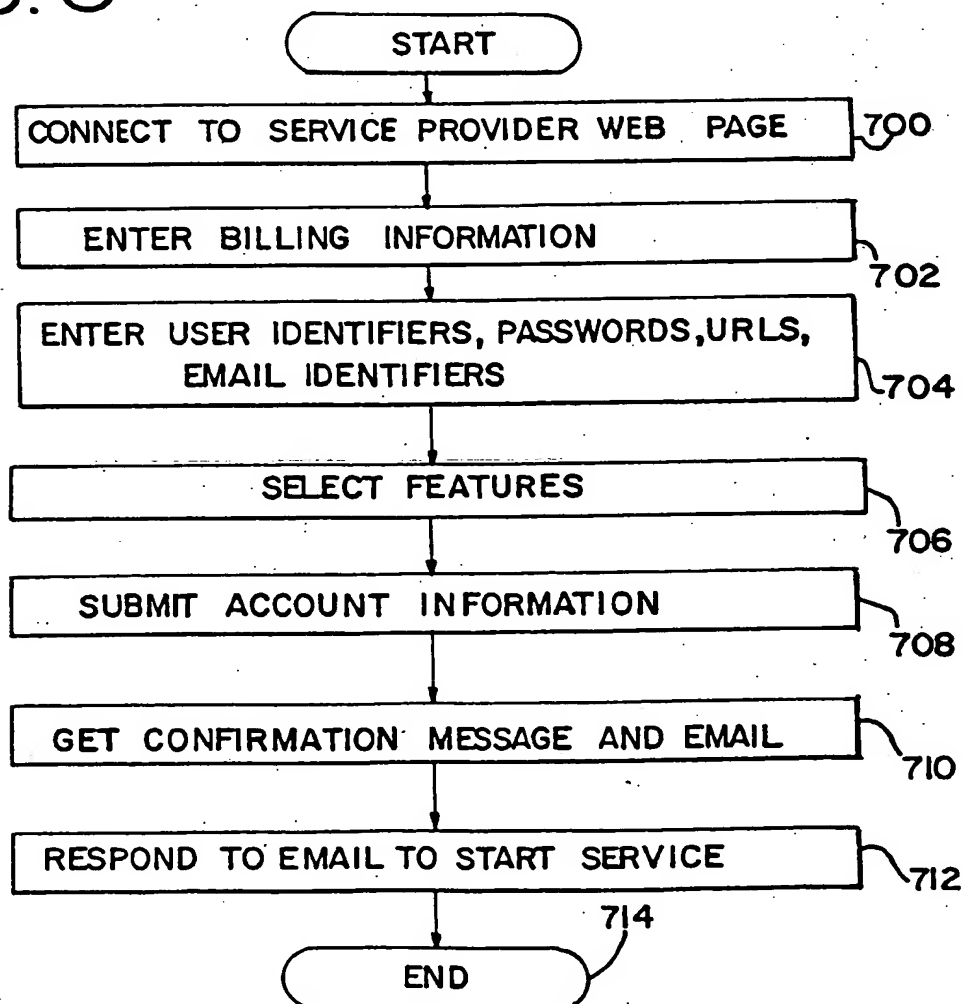 START
CONNECT TO SERVICE PROVIDER WEB PAGE
700
ENTER BILLING INFORMATION
702
ENTER USER IDENTIFIERS, PASSWORDS, URLS,
EMAIL IDENTIFIERS
704
SELECT FEATURES
706
SUBMIT ACCOUNT INFORMATION
708
GET CONFIRMATION MESSAGE AND EMAIL
710
RESPOND TO EMAIL TO START SERVICE
712
714
END